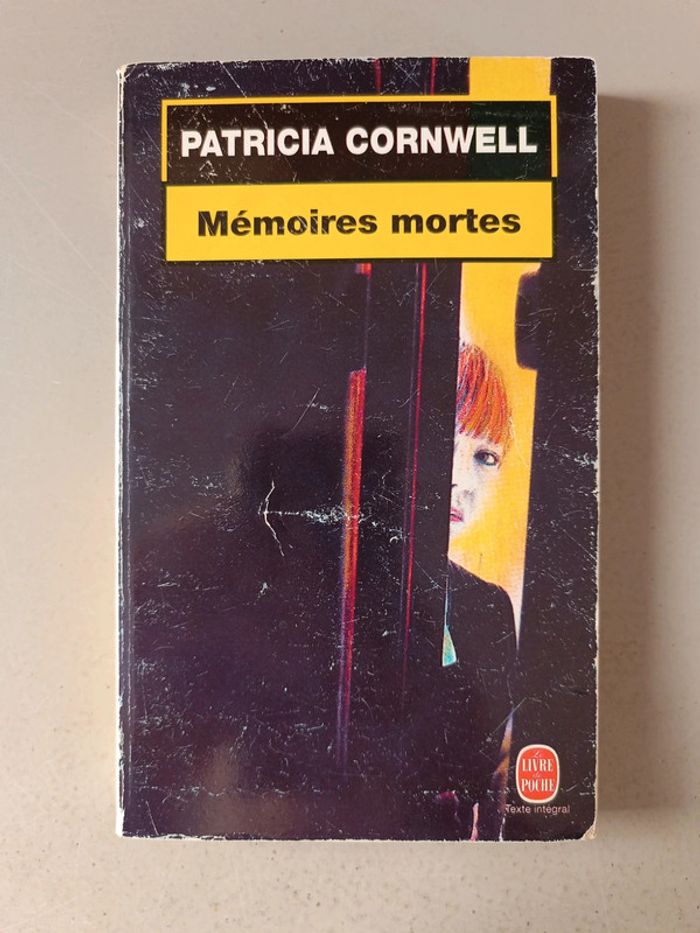 PATRICIA CORNWELL
Mémoires mortes
Le
LIVRE
de
POCHE
Texte intégral